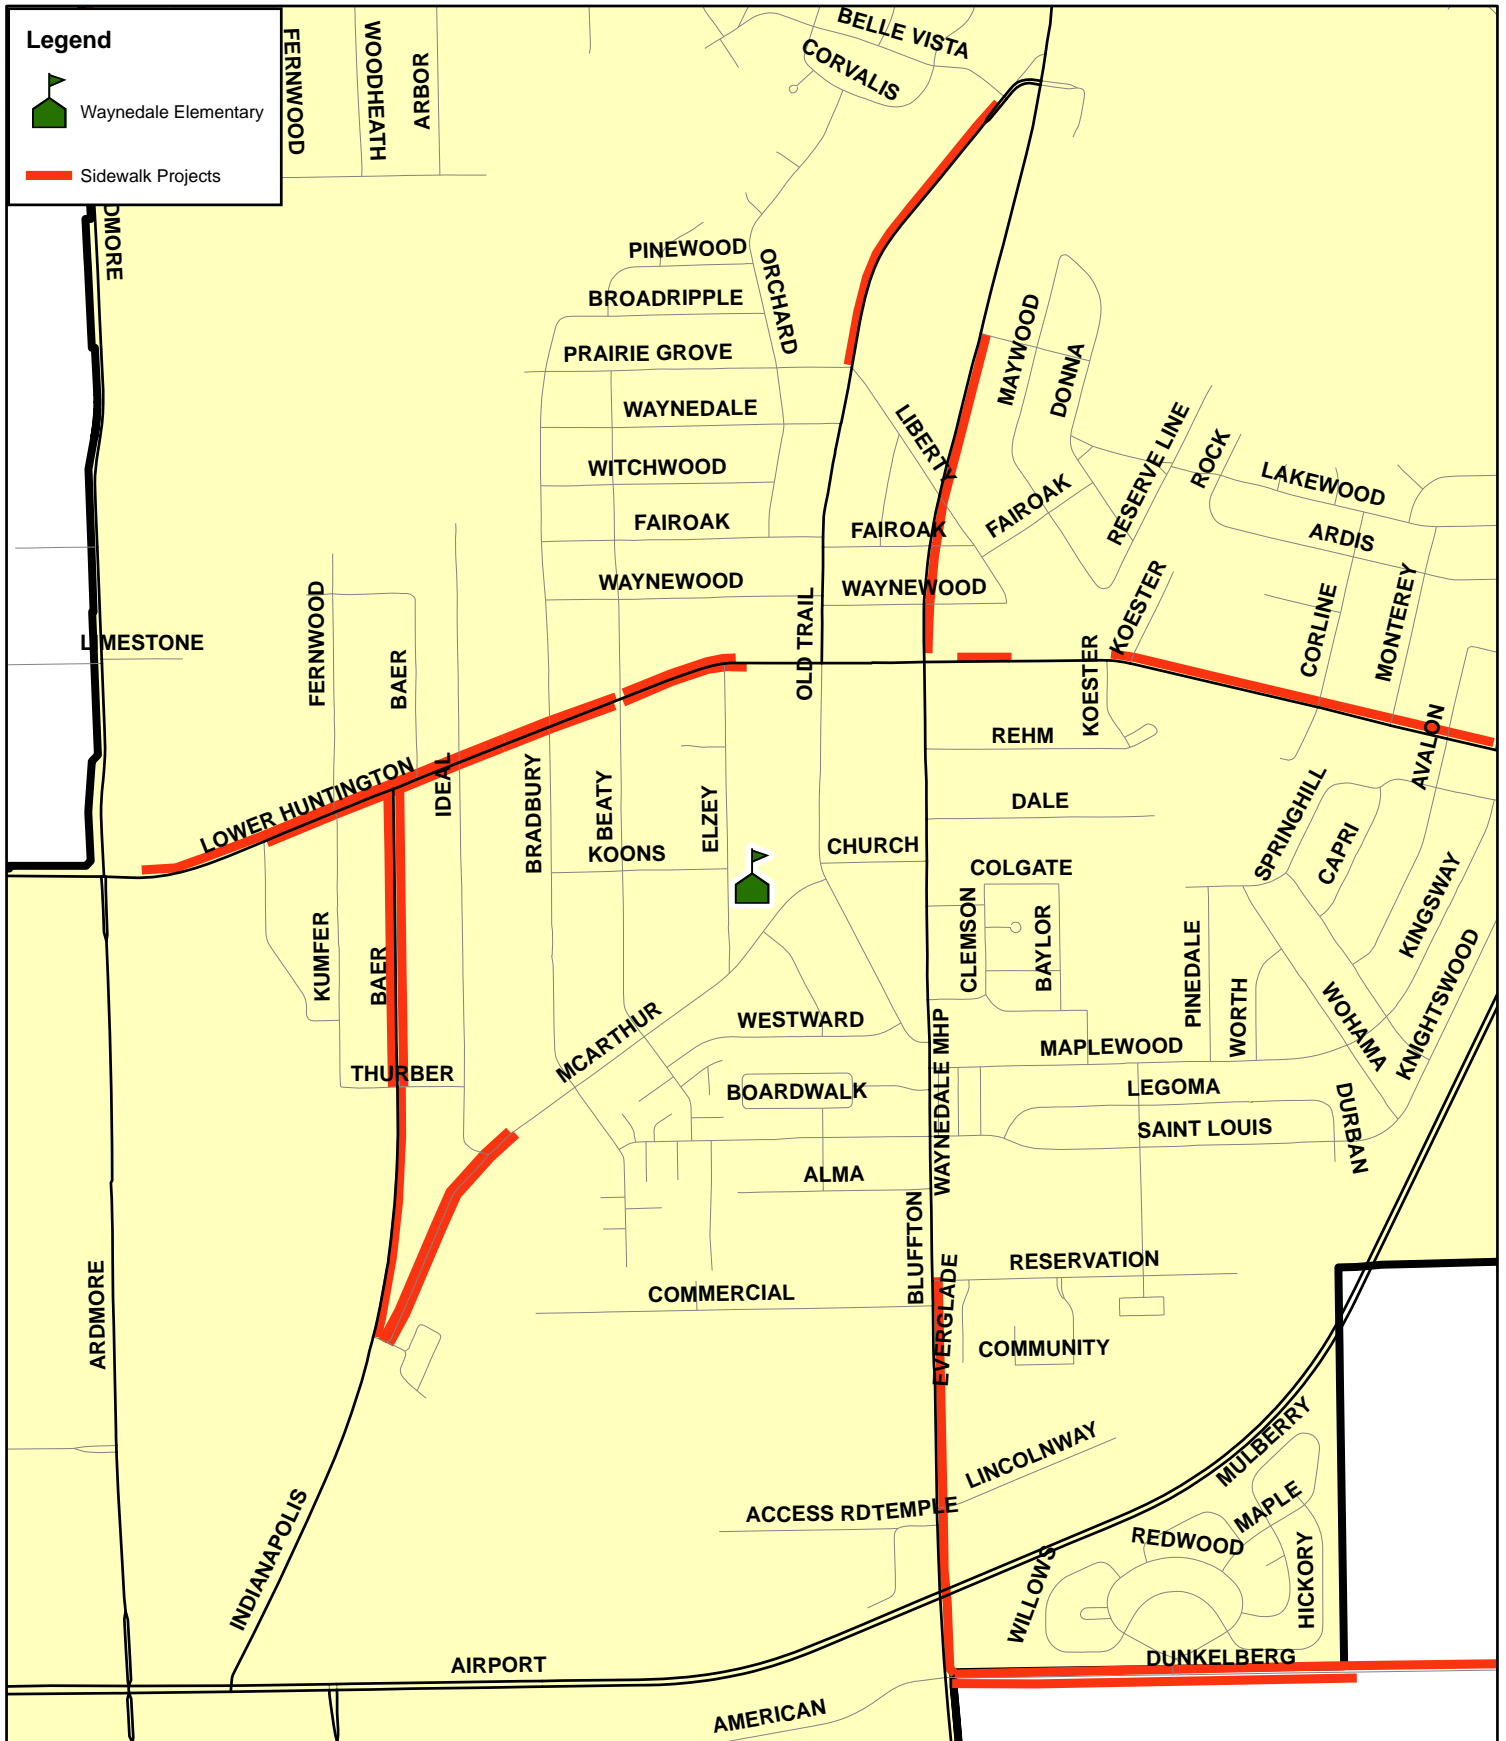 Legend
Waynedale Elementary
Sidewalk Projects
FERNWOOD
WOODHEATH
ARBOR
BELLE VISTA
CORVALIS
DMORE
PINEWOOD
ORCHARD
BROADRIPPLE
PRAIRIE GROVE
MAYWOOD
DONNA
WAYNEDALE
LIBERTY
RESERVE LINE
ROCK
WITCHWOOD
LAKEWOOD
FAIROAK
FAIROAK
FAIROAK
ARDIS
WAYNEWOOD
WAYNEWOOD
KOESTER
MONTEREY
CORLINE
FERNWOOD
LIMESTONE
BAER
OLD TRAIL
KOESTER
REHM
AVALON
LOWER HUNTINGTON
IDEAL
BRADBURY
BEATY
ELZEY
DALE
SPRINGHILL
CAPRI
KOONS
CHURCH
COLGATE
KINGSWAY
KUMFER
BAER
CLEMSON
BAYLOR
PINEDALE
WORTH
WOHAMA
KNIGHTSWOOD
MCARTHUR
WESTWARD
WAYNEDALE MHP
MAPLEWOOD
THURBER
BOARDWALK
LEGOMA
DURBAN
SAINT LOUIS
ALMA
BLUFFTON
ARDMORE
RESERVATION
COMMERCIAL
EVERGLADE
COMMUNITY
LINCOLNWAY
MULBERRY
ACCESS RD
TEMPLE
MAPLE
REDWOOD
INDIANAPOLIS
WILLOWS
HICKORY
AIRPORT
DUNKELBERG
AMERICAN